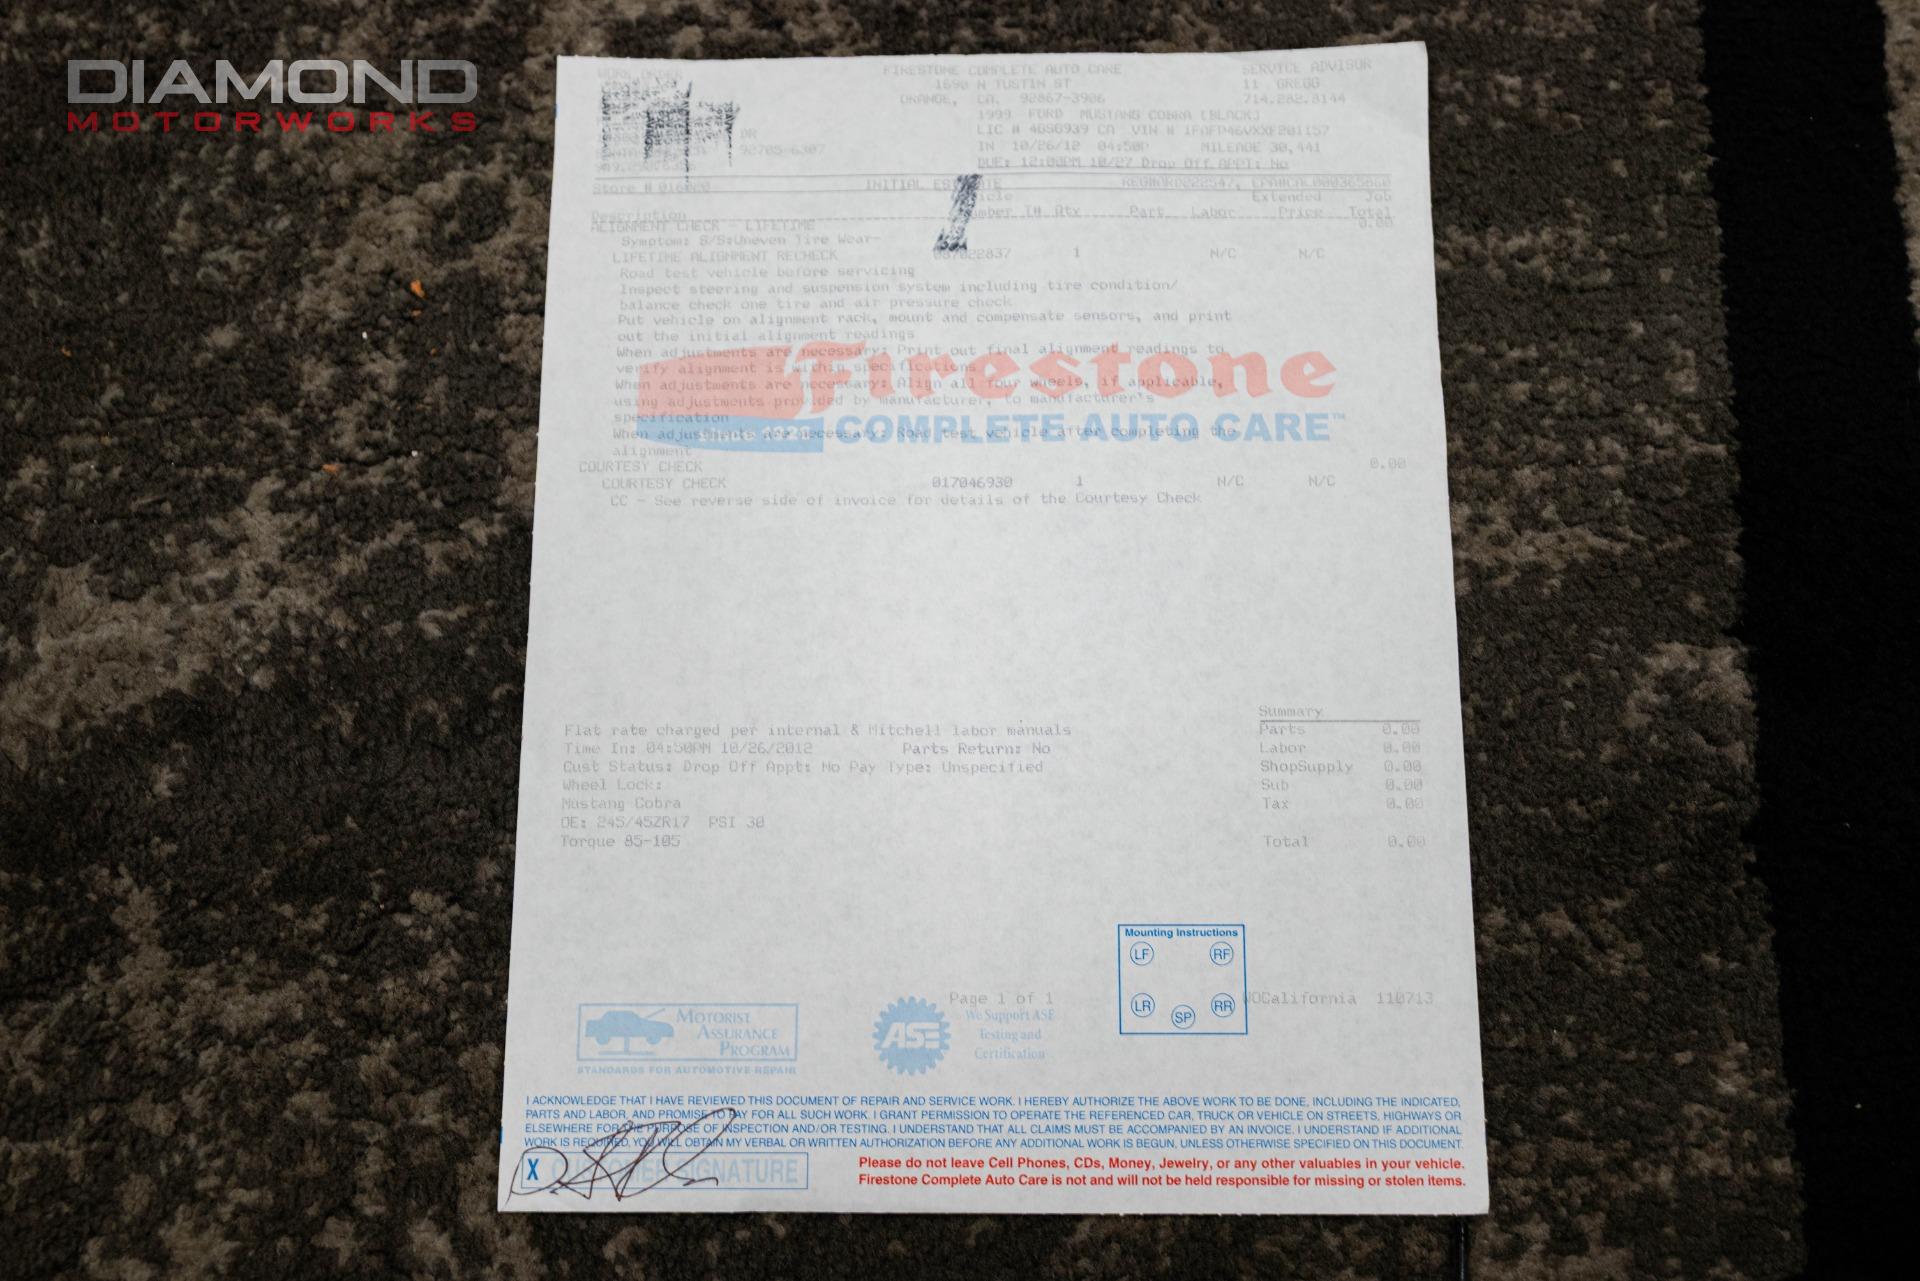 DIAMOND
MOTORWORKS
WORK ORDER
FIRESTONE COMPLETE AUTO CARE
SERVICE ADVISOR
1690 N TUSTIN ST
11 GREGG
ORANGE, CA. 92867-3906
714.282.8144
1999 FORD MUSTANG COBRA [BLACK]
DR
LIC # 4GSG939 CA VIN # 1FAFP46VXXF201157
92705-6307
IN 10/26/12 04:50P MILEAGE 30,441
DUE: 12:00PM 10/27 Drop Off APPT: No
Store # 016
INITIAL ESTIMATE
Extended Job
Description T# Qty Part Labor Price Total
ALIGNMENT CHECK - LIFETIME 0.00
Symptom: S/S:Uneven Tire Wear-
LIFETIME ALIGNMENT RECHECK 7022837 1 N/C N/C
Road test vehicle before servicing
Inspect steering and suspension system including tire condition/
balance check one tire and air pressure check
Put vehicle on alignment rack, mount and compensate sensors, and print
out the initial alignment readings
When adjustments are necessary: Print out final alignment readings to
verify alignment is within specifications
When adjustments are necessary: Align all four wheels, if applicable,
using adjustments provided by manufacturer, to manufacturer's
specification
When adjustments are necessary: Road test vehicle after completing the
alignment
Firestone
COMPLETE AUTO CARE™
COURTESY CHECK 0.00
COURTESY CHECK 017046930 1 N/C N/C
CC - See reverse side of invoice for details of the Courtesy Check
Summary
Flat rate charged per internal & Mitchell labor manuals
Parts 0.00
Time In: 04:50PM 10/26/2012 Parts Return: No
Labor 0.00
Cust Status: Drop Off Appt: No Pay Type: Unspecified
ShopSupply 0.00
Wheel Lock:
Sub 0.00
Mustang Cobra
Tax 0.00
OE: 245/45ZR17 PSI 30
Torque 85-105
Total 0.00
Mounting Instructions
LF RF
LR SP RR
Page 1 of 1
WOCalifornia 110713
MOTORIST
ASSURANCE
PROGRAM
STANDARDS FOR AUTOMOTIVE REPAIR
ASE
We Support ASE
Testing and
Certification
I ACKNOWLEDGE THAT I HAVE REVIEWED THIS DOCUMENT OF REPAIR AND SERVICE WORK. I HEREBY AUTHORIZE THE ABOVE WORK TO BE DONE, INCLUDING THE INDICATED,
PARTS AND LABOR, AND PROMISE TO PAY FOR ALL SUCH WORK. I GRANT PERMISSION TO OPERATE THE REFERENCED CAR, TRUCK OR VEHICLE ON STREETS, HIGHWAYS OR
ELSEWHERE FOR THE PURPOSE OF INSPECTION AND/OR TESTING. I UNDERSTAND THAT ALL CLAIMS MUST BE ACCOMPANIED BY AN INVOICE. I UNDERSTAND IF ADDITIONAL
WORK IS REQUIRED, YOU WILL OBTAIN MY VERBAL OR WRITTEN AUTHORIZATION BEFORE ANY ADDITIONAL WORK IS BEGUN, UNLESS OTHERWISE SPECIFIED ON THIS DOCUMENT.
X CUSTOMER SIGNATURE
Please do not leave Cell Phones, CDs, Money, Jewelry, or any other valuables in your vehicle.
Firestone Complete Auto Care is not and will not be held responsible for missing or stolen items.